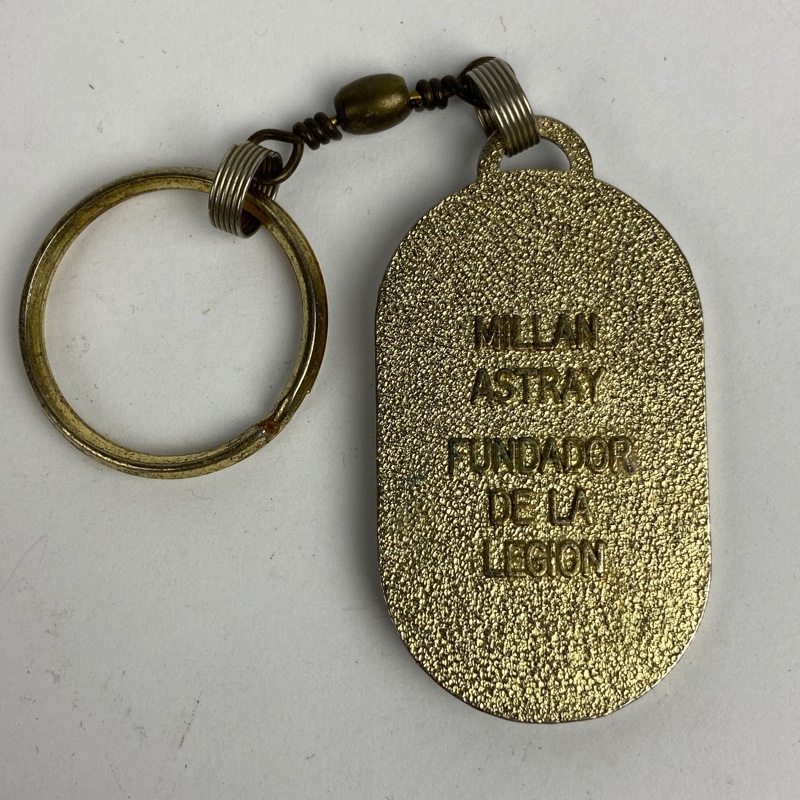 MILLAN
ASTRAY
FUNDADOR
DE LA
LEGION